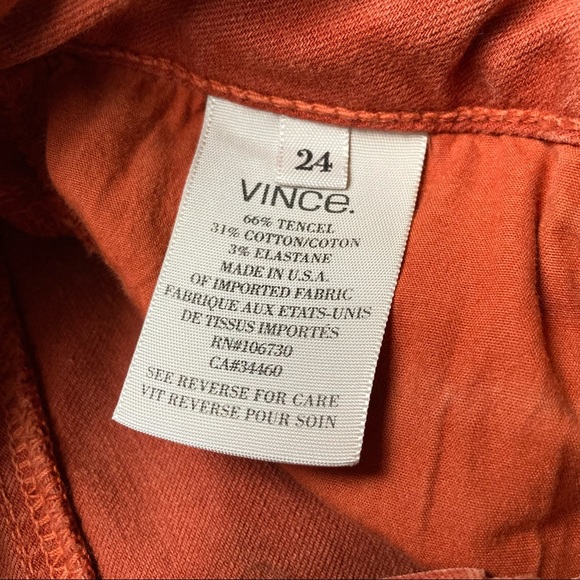 24
VINCe.
66% TENCEL
31% COTTON/COTON
3% ELASTANE
MADE IN U.S.A.
OF IMPORTED FABRIC
FABRIQUE AUX ETATS-UNIS
DE TISSUS IMPORTÉS
RN#106730
CA#34460
SEE REVERSE FOR CARE
VIT REVERSE POUR SOIN